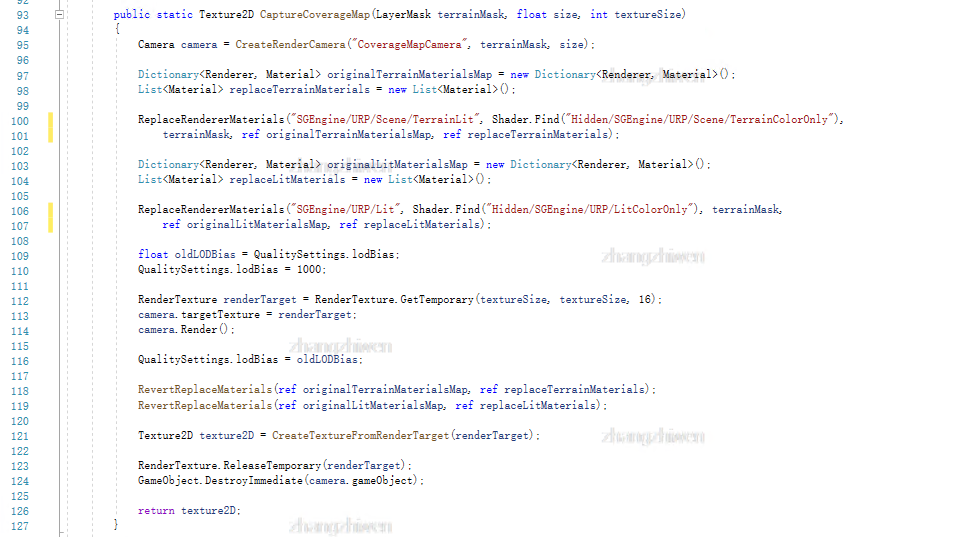 92
93 public static Texture2D CaptureCoverageMap(LayerMask terrainMask, float size, int textureSize)
94 {
95 Camera camera = CreateRenderCamera("CoverageMapCamera", terrainMask, size);
96
97 Dictionary<Renderer, Material> originalTerrainMaterialsMap = new Dictionary<Renderer, Material>();
98 List<Material> replaceTerrainMaterials = new List<Material>();
99
100 ReplaceRendererMaterials("SGEngine/URP/Scene/TerrainLit", Shader.Find("Hidden/SGEngine/URP/Scene/TerrainColorOnly"),
101 terrainMask, ref originalTerrainMaterialsMap, ref replaceTerrainMaterials);
102
103 Dictionary<Renderer, Material> originalLitMaterialsMap = new Dictionary<Renderer, Material>();
104 List<Material> replaceLitMaterials = new List<Material>();
105
106 ReplaceRendererMaterials("SGEngine/URP/Lit", Shader.Find("Hidden/SGEngine/URP/LitColorOnly"), terrainMask,
107 ref originalLitMaterialsMap, ref replaceLitMaterials);
108
109 float oldLODBias = QualitySettings.lodBias;
110 QualitySettings.lodBias = 1000;
111
112 RenderTexture renderTarget = RenderTexture.GetTemporary(textureSize, textureSize, 16);
113 camera.targetTexture = renderTarget;
114 camera.Render();
115
116 QualitySettings.lodBias = oldLODBias;
117
118 RevertReplaceMaterials(ref originalTerrainMaterialsMap, ref replaceTerrainMaterials);
119 RevertReplaceMaterials(ref originalLitMaterialsMap, ref replaceLitMaterials);
120
121 Texture2D texture2D = CreateTextureFromRenderTarget(renderTarget);
122
123 RenderTexture.ReleaseTemporary(renderTarget);
124 GameObject.DestroyImmediate(camera.gameObject);
125
126 return texture2D;
127 }
zhangzhiwen
zhangzhiwen
zhangzhiwen
zhangzhiwen
zhangzhiwen
zhangzhiwen